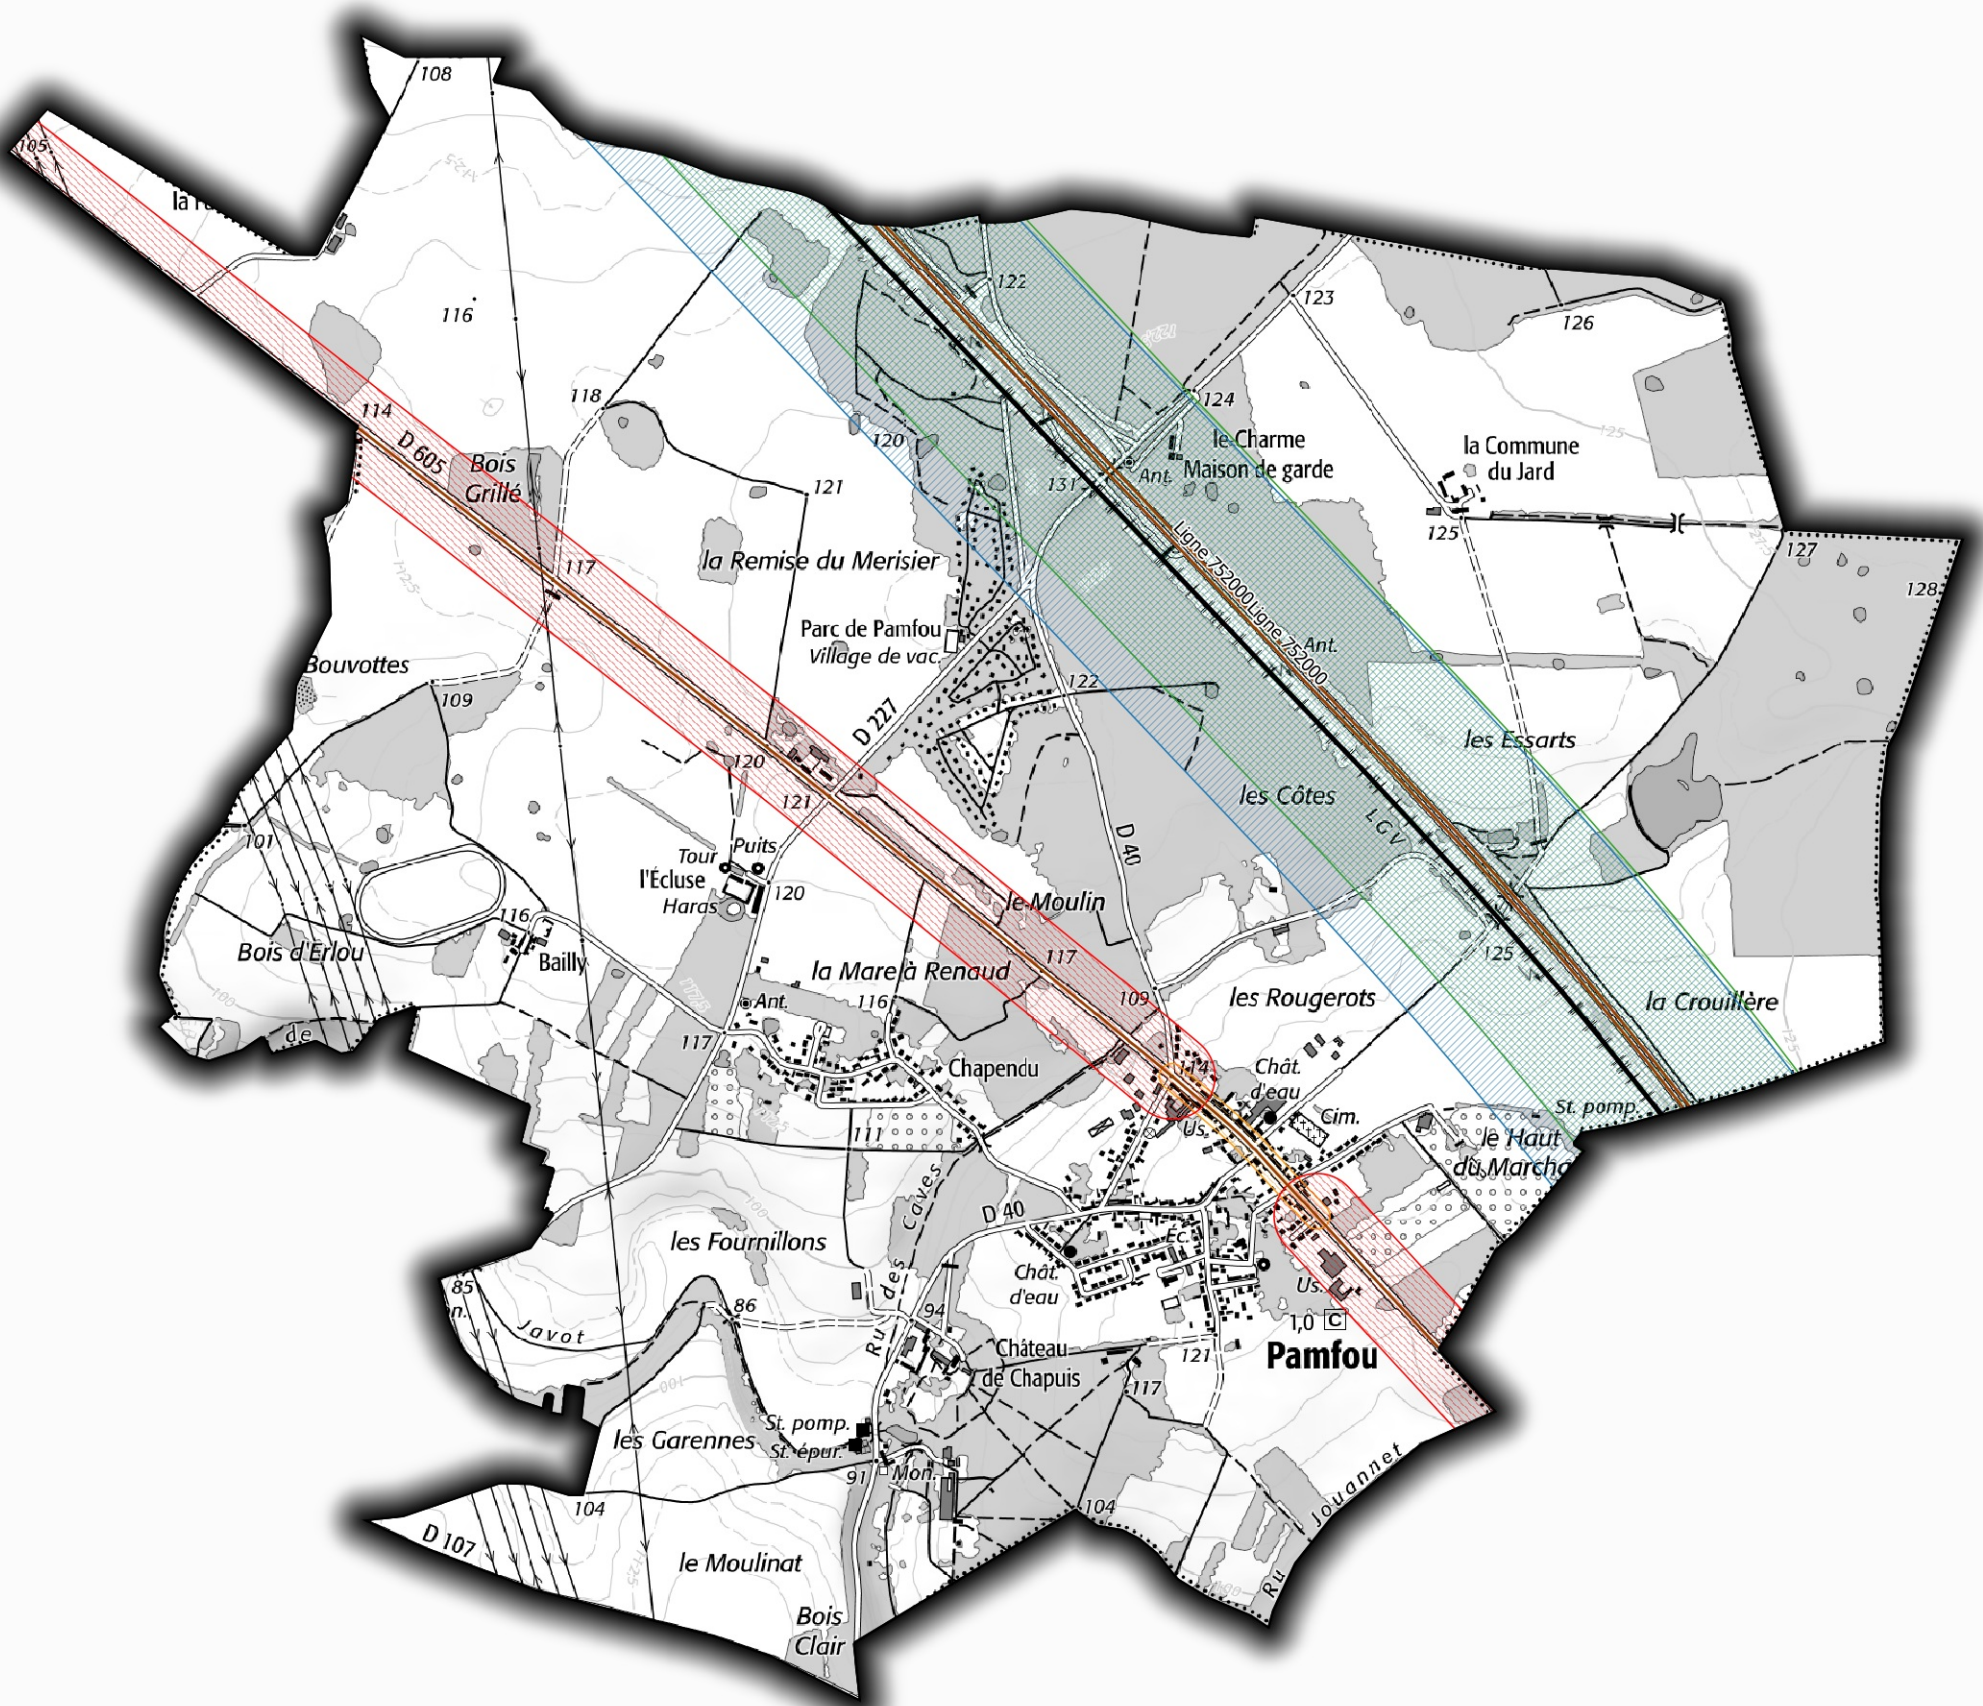 108
105
122
123
126
116
114
118
124
D 605
120
le Charme
Maison de garde
la Commune
du Jard
Bois
Grillé
Ant.
131
121
125
127
117
la Remise du Merisier
128
Ligne 752000
Ligne 752000
Parc de Pamfou
Village de vac.
Ant.
Bouvottes
109
122
D 227
les Essarts
120
les Côtes
121
LGV
101
D 40
Tour
Puits
l'Écluse
Haras
120
le Moulin
116
Bois d'Erlou
Bailly
117
125
la Mare à Renaud
les Rougerots
la Crouillère
100
117,5
Ant.
116
109
de
117
Chapendu
114
Chât.
d'eau
St. pomp.
Us.
Cim.
111
le Haut
du Marcha
Ru des Caves
D 40
les Fournillons
Éc.
Chât.
d'eau
85
n.
86
94
Us.
1,0 C
Javot
Château
de Chapuis
121
Pamfou
117
les Garennes
St. pomp.
St. épur.
91
Mon.
104
104
Ru Jouannet
D 107
le Moulinat
Bois
Clair